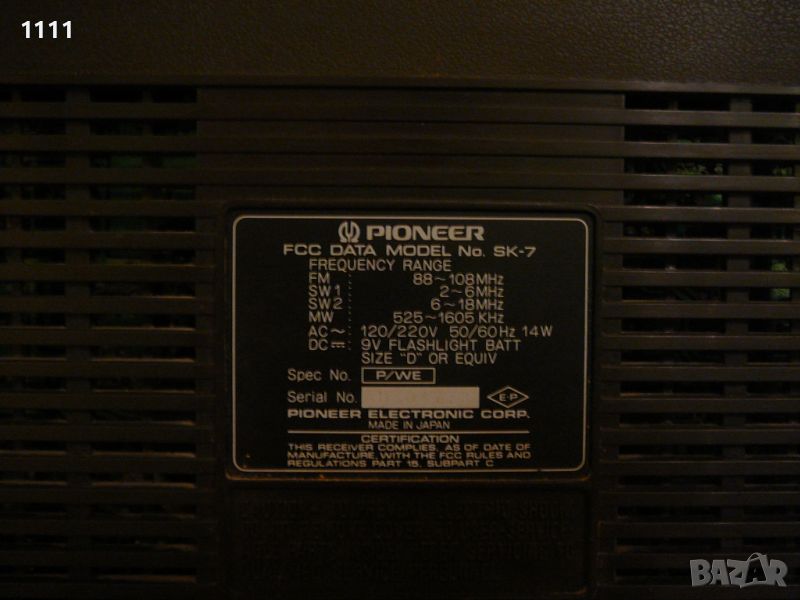 1111
PIONEER
FCC DATA MODEL No. SK-7
FREQUENCY RANGE
FM : 88~108MHz
SW1 : 2~6MHz
SW2 : 6~18MHz
MW : 525~1605KHz
AC~ : 120/220V 50/60Hz 14W
DC⎓ : 9V FLASHLIGHT BATT
SIZE "D" OR EQUIV
Spec No. P/WE
Serial No. E·P
PIONEER ELECTRONIC CORP.
MADE IN JAPAN
CERTIFICATION
THIS RECEIVER COMPLIES, AS OF DATE OF
MANUFACTURE, WITH THE FCC RULES AND
REGULATIONS PART 15, SUBPART C
BAZAR